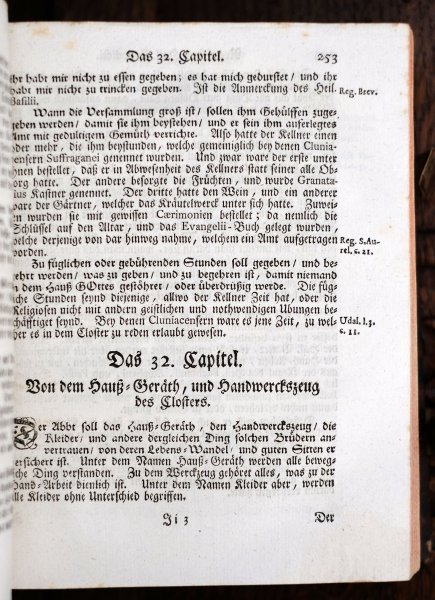 Das 32. Capitel. 253
ihr habt mir nicht zu essen gegeben; es hat mich gedurstet / und ihr
habt mir nicht zu trincken gegeben. Ist die Anmerckung des Heil.
Basilii.
Reg. Brev.
Wann die Versammlung groß ist / sollen ihm Gehülffen zuge-
geben werden / damit sie ihm beystehen / und er sein ihm auferlegtes
Amt mit gedultigem Gemüth verrichte. Also hatte der Kellner einen
oder mehr, die ihm beystunden, welche gemeiniglich bey denen Clunia-
censern Suffraganei genennet wurden. Und zwar ware der erste unter
ihnen bestellet, daß er in Abwesenheit des Kellners statt seiner alle Ob-
sorg hatte. Der andere besorgte die Früchten, und wurde Granata-
rius Kastner genennet. Der dritte hatte den Wein, und ein anderer
ware der Gärtner, welcher das Kräutelwerck unter sich hatte. Zuwei-
len wurden sie mit gewissen Cærimonien bestellet; da nemlich die
Schlüssel auf den Altar, und das Evangelii-Buch gelegt wurden,
welche derjenige von dar hinweg nahme, welchem ein Amt aufgetragen
worden.
Reg. S. Au-
rel. c. 21.
Zu füglichen oder gebührenden Stunden soll gegeben / und be-
gehrt werden / was zu geben / und zu begehren ist, damit niemand
in dem Hauß GOttes gestöhret / oder überdrüßig werde. Die füg-
liche Stunden seynd diejenige, allwo der Kellner Zeit hat, oder die
Religiosen nicht mit andern geistlichen und nothwendigen Ubungen be-
schäfftiget seynd. Bey denen Cluniacensern ware es jene Zeit, zu wel-
cher es in dem Closter zu reden erlaubt gewesen.
Udal. l. 3.
c. 11.
Das 32. Capitel.
Von dem Hauß-Geräth, und Handwerckszeug
des Closters.
Der Abbt soll das Hauß-Geräth, den Handwerckszeug / die
Kleider / und andere dergleichen Ding solchen Brüdern an-
vertrauen / von deren Lebens-Wandel / und guten Sitten er
versichert ist. Unter dem Namen Hauß-Geräth werden alle beweg-
liche Ding verstanden. Zu dem Werckzeug gehöret alles, was zu der
Hand-Arbeit dienlich ist. Unter dem Namen Kleider aber, werden
alle Kleider ohne Unterschied begriffen.
Ji 3 Der